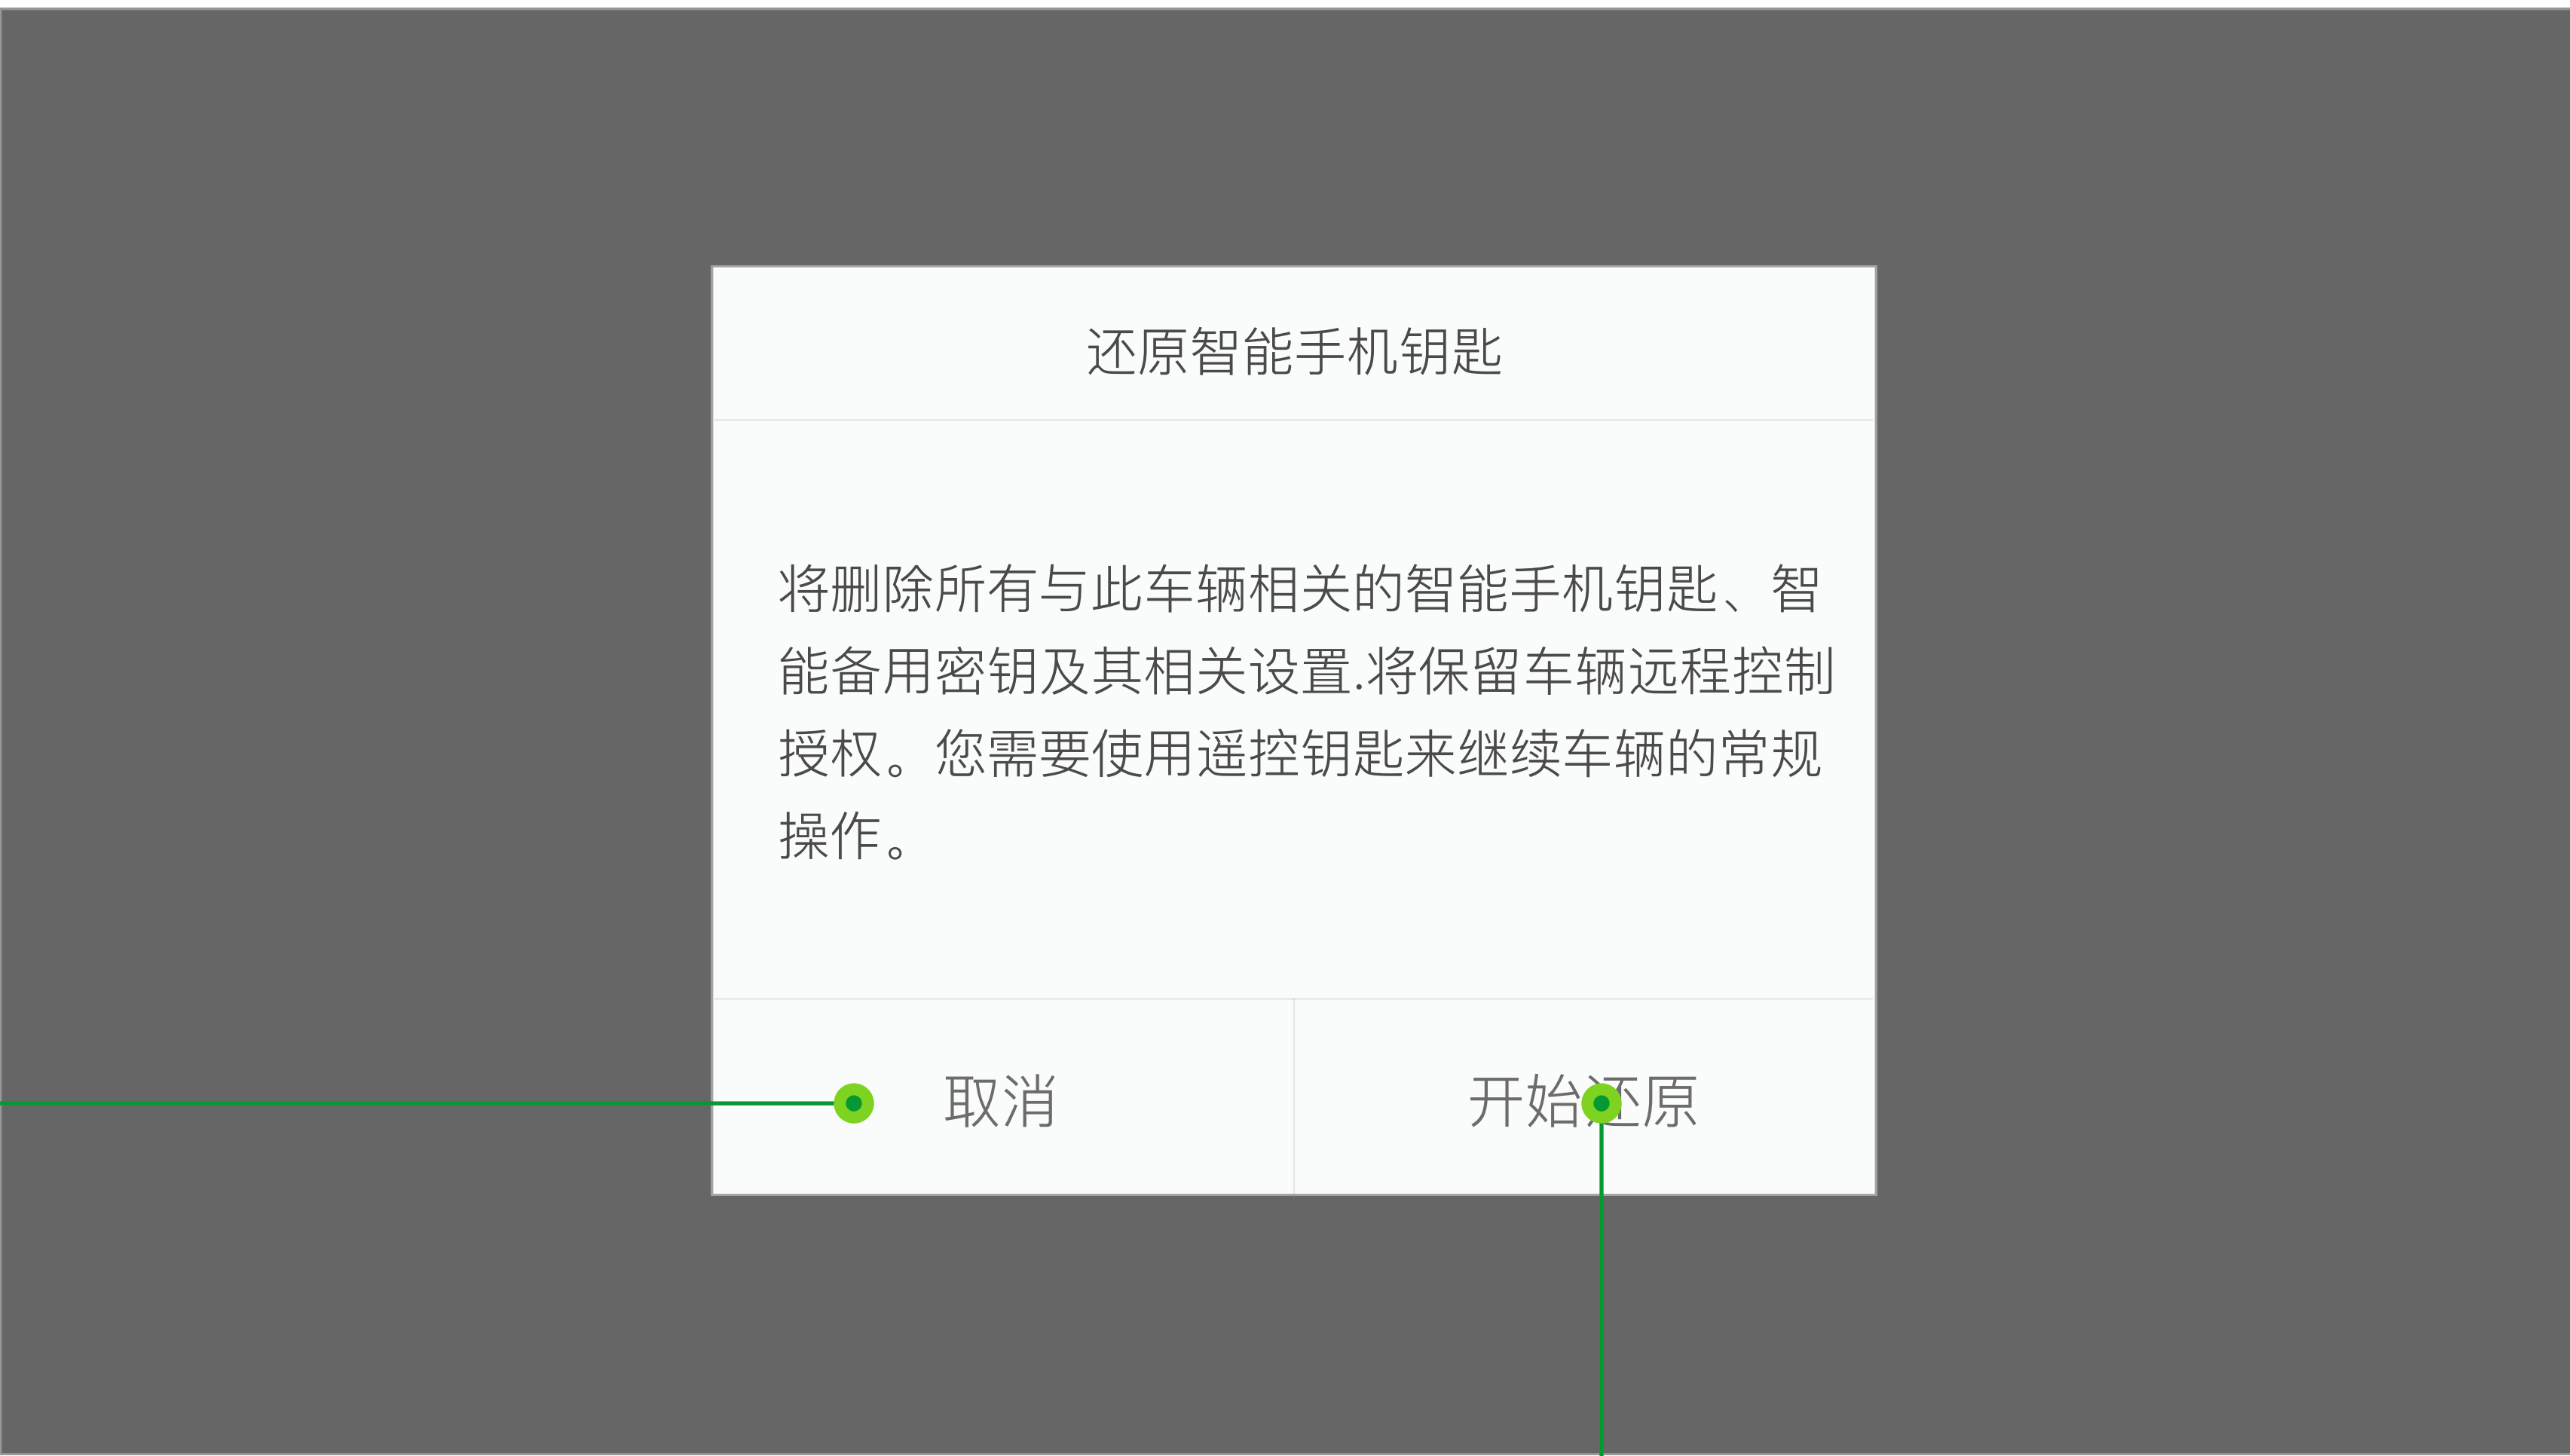 还原智能手机钥匙
将删除所有与此车辆相关的智能手机钥匙、智
能备用密钥及其相关设置.将保留车辆远程控制
授权。您需要使用遥控钥匙来继续车辆的常规
操作。
取消
开始还原